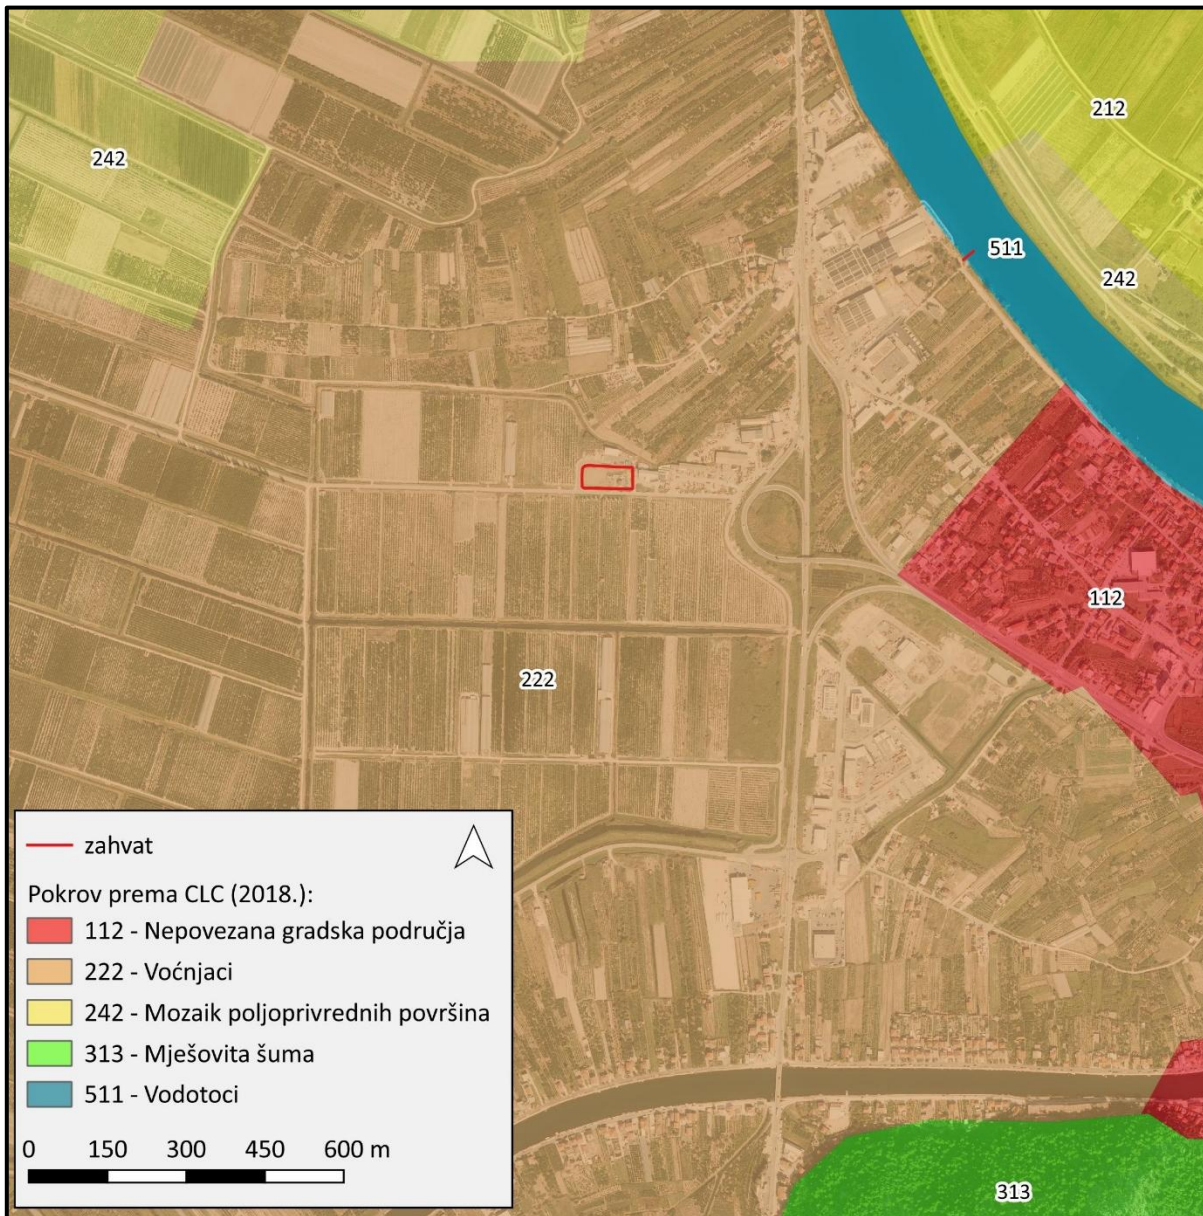 212
242
511
242
112
222
zahvat
Pokrov prema CLC (2018.):
112 - Nepovezana gradska područja
222 - Voćnjaci
242 - Mozaik poljoprivrednih površina
313 - Mješovita šuma
511 - Vodotoci
0 150 300 450 600 m
313